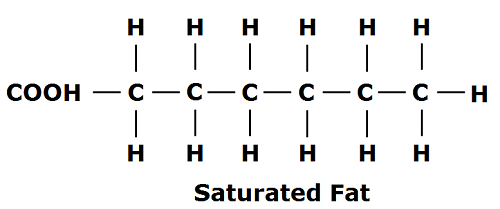 H H H H H H
COOH — C — C — C — C — C — C — H
H H H H H H
Saturated Fat